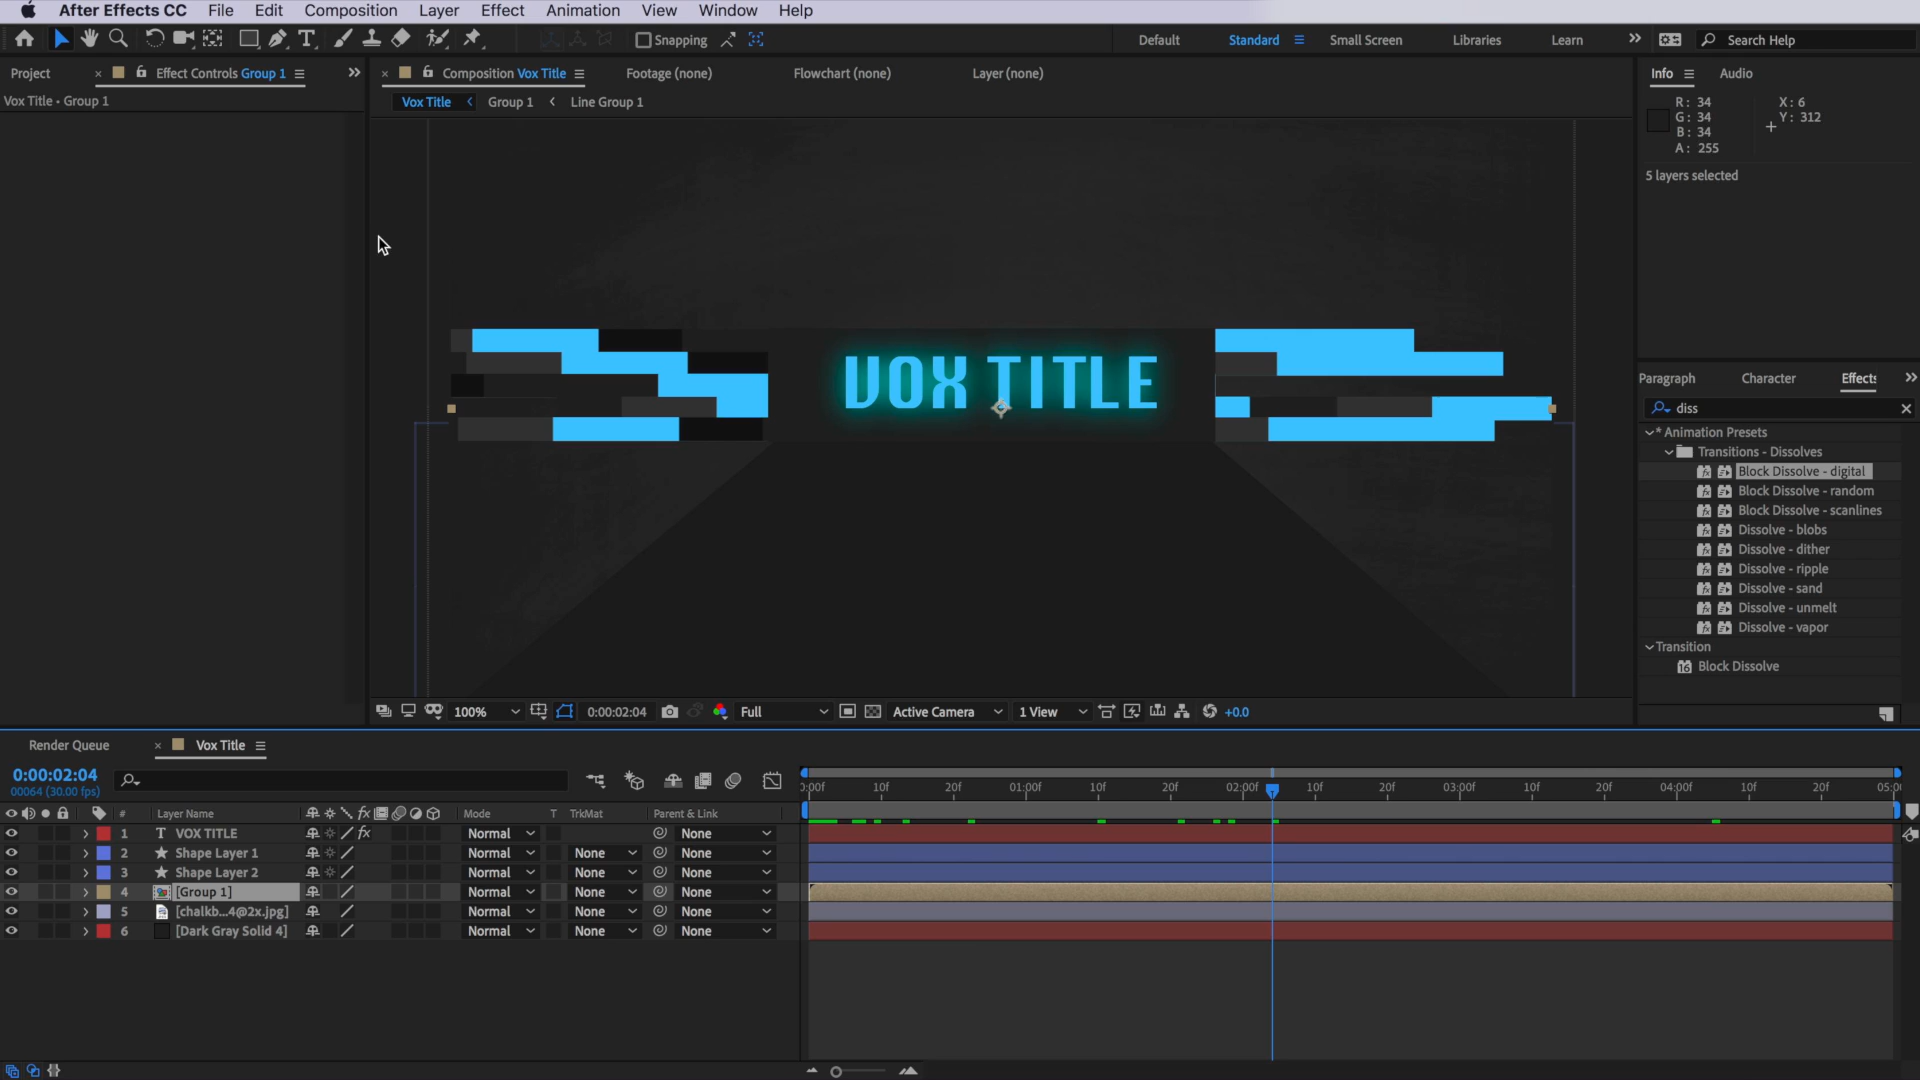 After Effects CC File Edit Composition Layer Effect Animation View Window Help
Snapping Default Standard Small Screen Libraries Learn Search Help
Project Effect Controls Group 1 Composition Vox Title Footage (none) Flowchart (none) Layer (none) Info Audio
Vox Title • Group 1
Vox Title Group 1 Line Group 1
R: 34 X: 6
G: 34 Y: 312
B: 34
A: 255
5 layers selected
VOX TITLE
Paragraph Character Effects
diss
* Animation Presets
Transitions - Dissolves
Block Dissolve - digital
Block Dissolve - random
Block Dissolve - scanlines
Dissolve - blobs
Dissolve - dither
Dissolve - ripple
Dissolve - sand
Dissolve - unmelt
Dissolve - vapor
Transition
Block Dissolve
100% 0:00:02:04 Full Active Camera 1 View +0.0
Render Queue Vox Title
0:00:02:04
00064 (30.00 fps)
:00f 10f 20f 01:00f 10f 20f 02:00f 10f 20f 03:00f 10f 20f 04:00f 10f 20f 05:0
# Layer Name Mode T TrkMat Parent & Link
1 T VOX TITLE fx Normal None
2 Shape Layer 1 Normal None None
3 Shape Layer 2 Normal None None
4 [Group 1] Normal None None
5 [chalkb...4@2x.jpg] Normal None None
6 [Dark Gray Solid 4] Normal None None